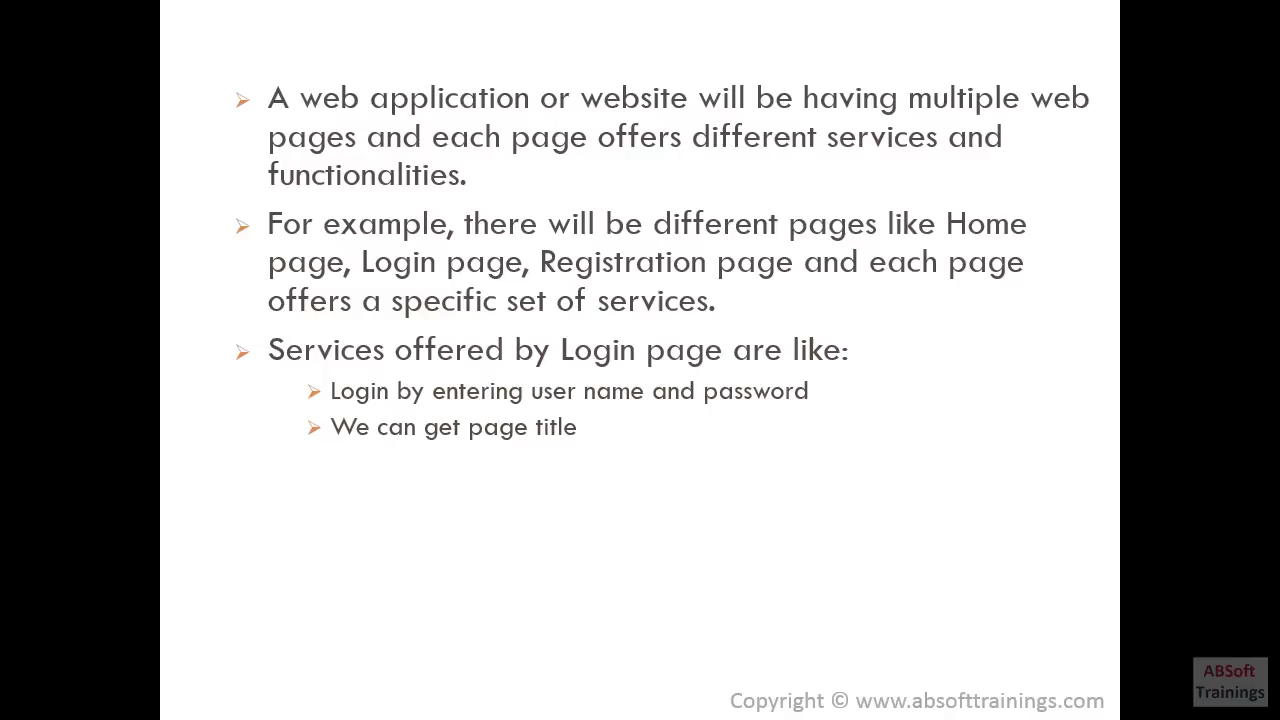 A web application or website will be having multiple web
pages and each page offers different services and
functionalities.
For example, there will be different pages like Home
page, Login page, Registration page and each page
offers a specific set of services.
Services offered by Login page are like:
Login by entering user name and password
We can get page title
Copyright © www.absofttrainings.com
ABSoft
Trainings